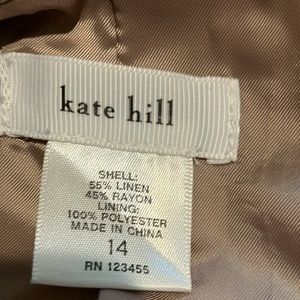 kate hill
SHELL:
55% LINEN
45% RAYON
LINING:
100% POLYESTER
MADE IN CHINA
14
RN 123455